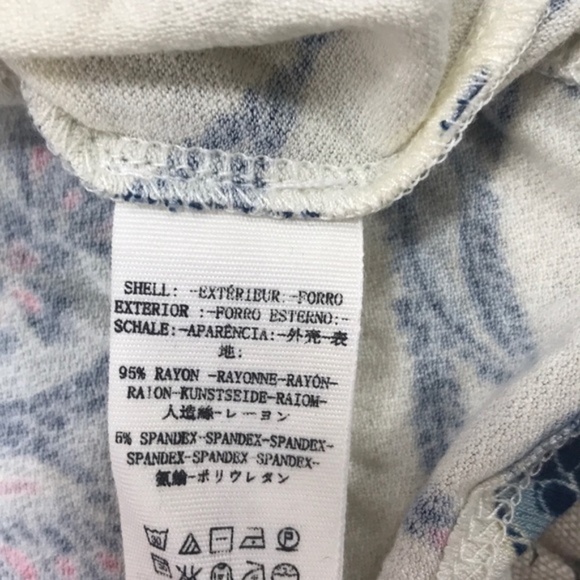 SHELL: -EXTÉRIEUR-FORRO
EXTERIOR :-FORRO ESTERNO:-
SCHALE:-APARÊNCIA:-外壳-表
地:
95% RAYON -RAYONNE-RAYÓN-
RAION-KUNSTSEIDE-RAIOM-
人造絲-レーヨン
5% SPANDEX-SPANDEX-SPANDEX-
SPANDEX-SPANDEX SPANDEX-
氨綸-ポリウレタン
30 P